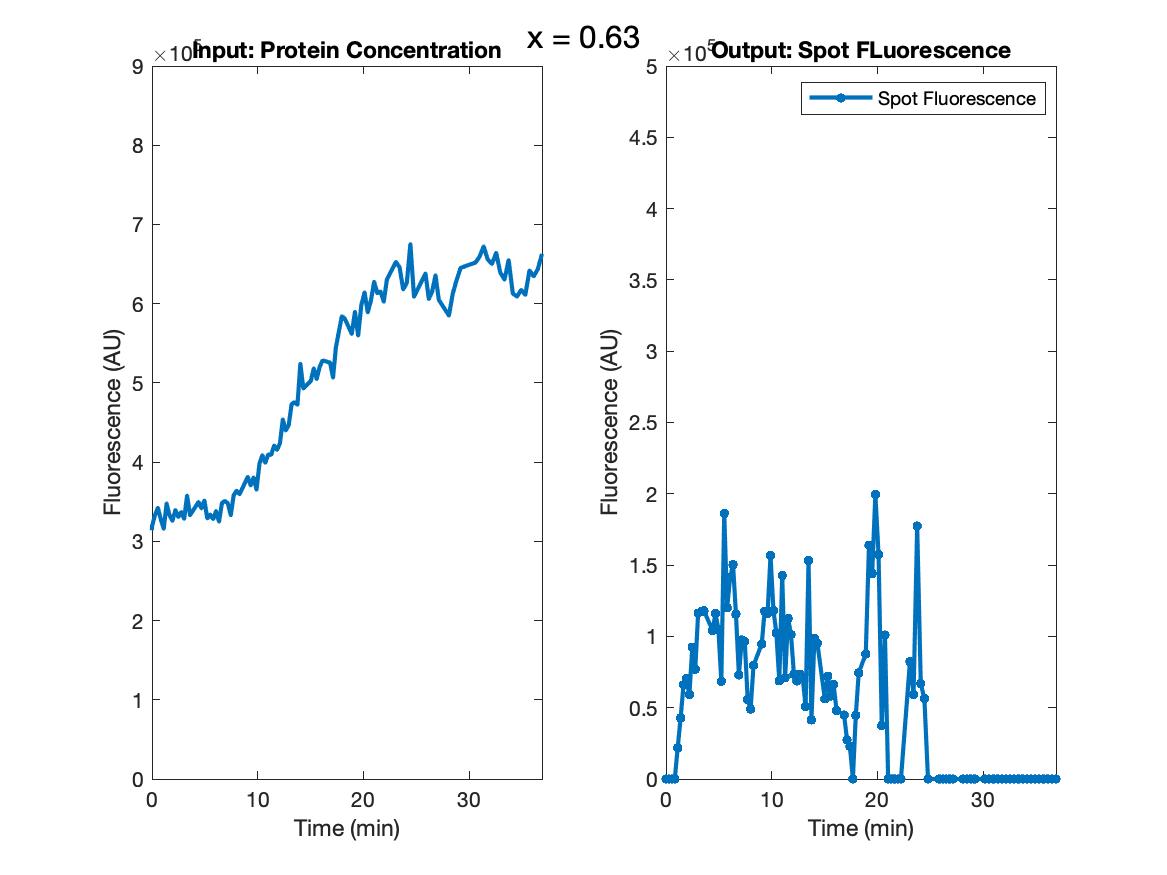 x = 0.63
×10⁵
Input: Protein Concentration
9
8
7
6
5
4
3
2
1
0
Fluorescence (AU)
0 10 20 30
Time (min)
×10⁵
Output: Spot FLuorescence
Spot Fluorescence
5
4.5
4
3.5
3
2.5
2
1.5
1
0.5
0
Fluorescence (AU)
0 10 20 30
Time (min)